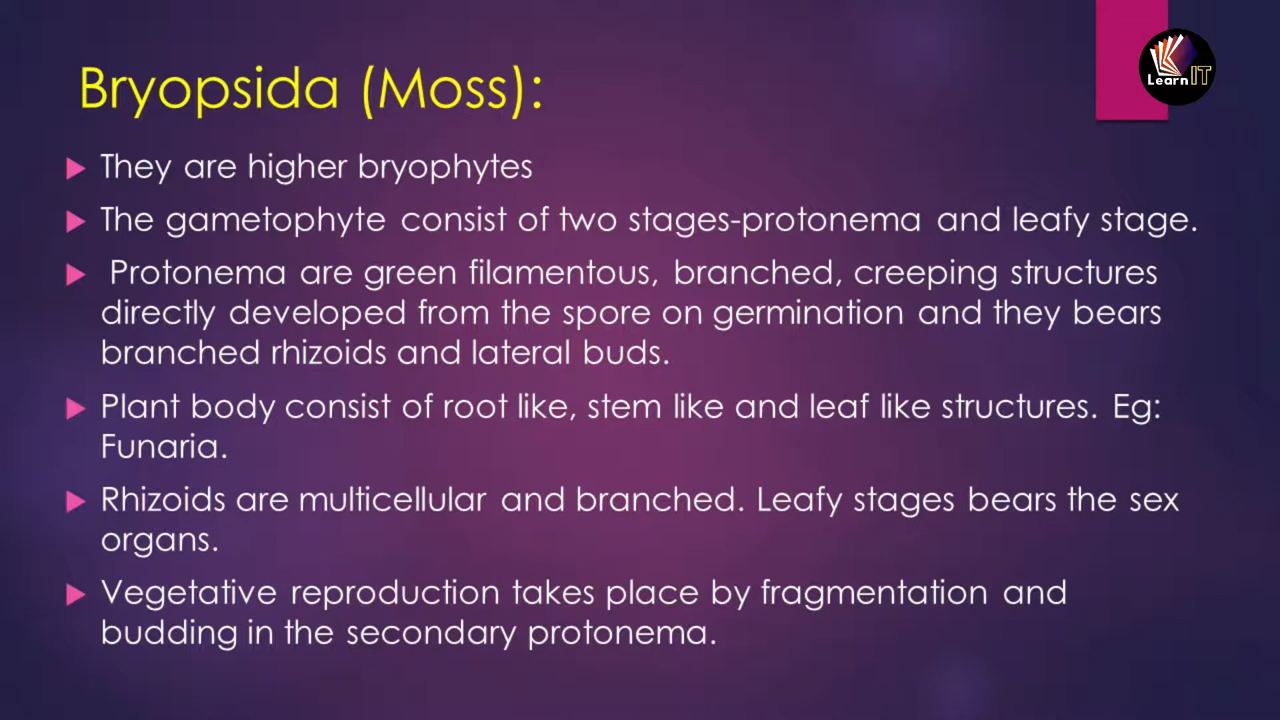 Bryopsida (Moss):
Learn IT
They are higher bryophytes
The gametophyte consist of two stages-protonema and leafy stage.
Protonema are green filamentous, branched, creeping structures
directly developed from the spore on germination and they bears
branched rhizoids and lateral buds.
Plant body consist of root like, stem like and leaf like structures. Eg:
Funaria.
Rhizoids are multicellular and branched. Leafy stages bears the sex
organs.
Vegetative reproduction takes place by fragmentation and
budding in the secondary protonema.